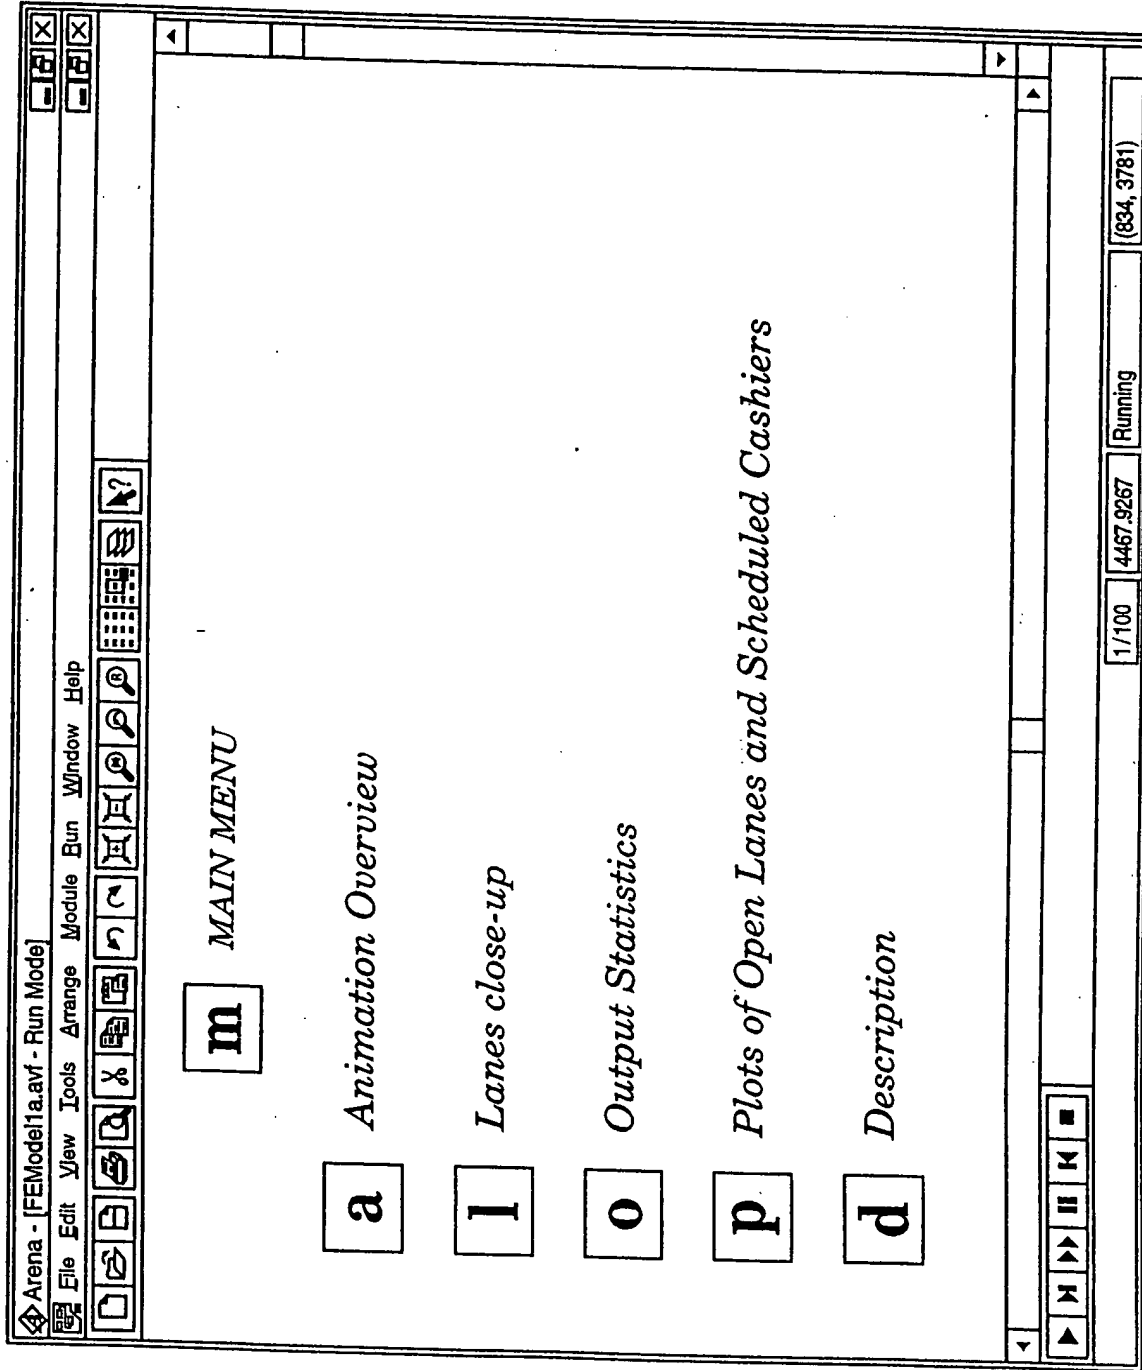 Arena - [FEModel1a.avf - Run Mode]
File Edit View Tools Arrange Module Run Window Help
m MAIN MENU
a Animation Overview
l Lanes close-up
o Output Statistics
p Plots of Open Lanes and Scheduled Cashiers
d Description
1/100 4467.9267 Running (834, 3781)